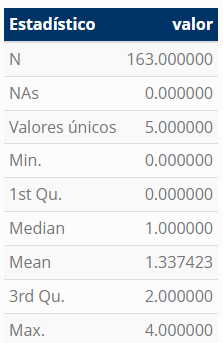 Estadístico valor
N 163.000000
NAs 0.000000
Valores únicos 5.000000
Min. 0.000000
1st Qu. 0.000000
Median 1.000000
Mean 1.337423
3rd Qu. 2.000000
Max. 4.000000